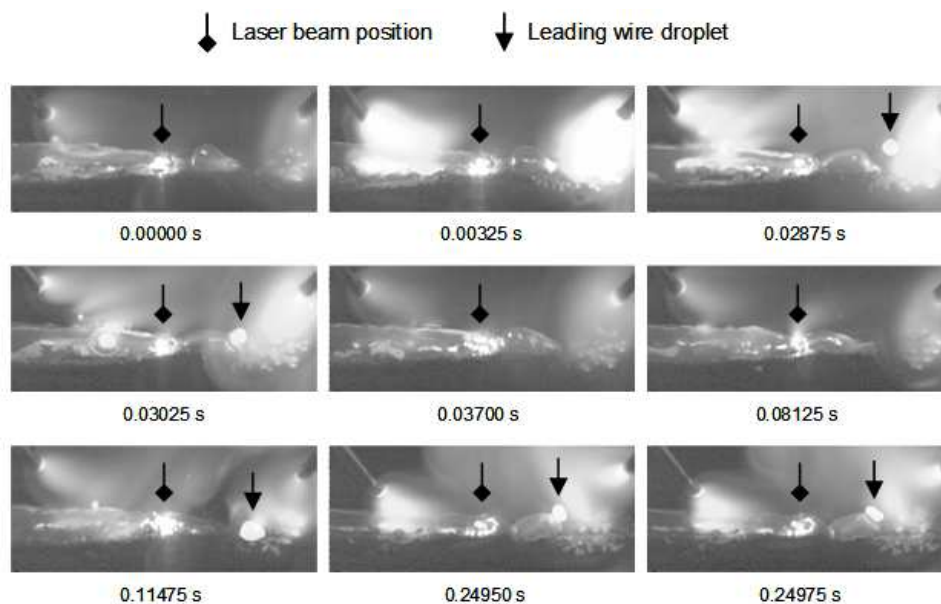 Laser beam position Leading wire droplet
0.00000 s 0.00325 s 0.02875 s
0.03025 s 0.03700 s 0.08125 s
0.11475 s 0.24950 s 0.24975 s